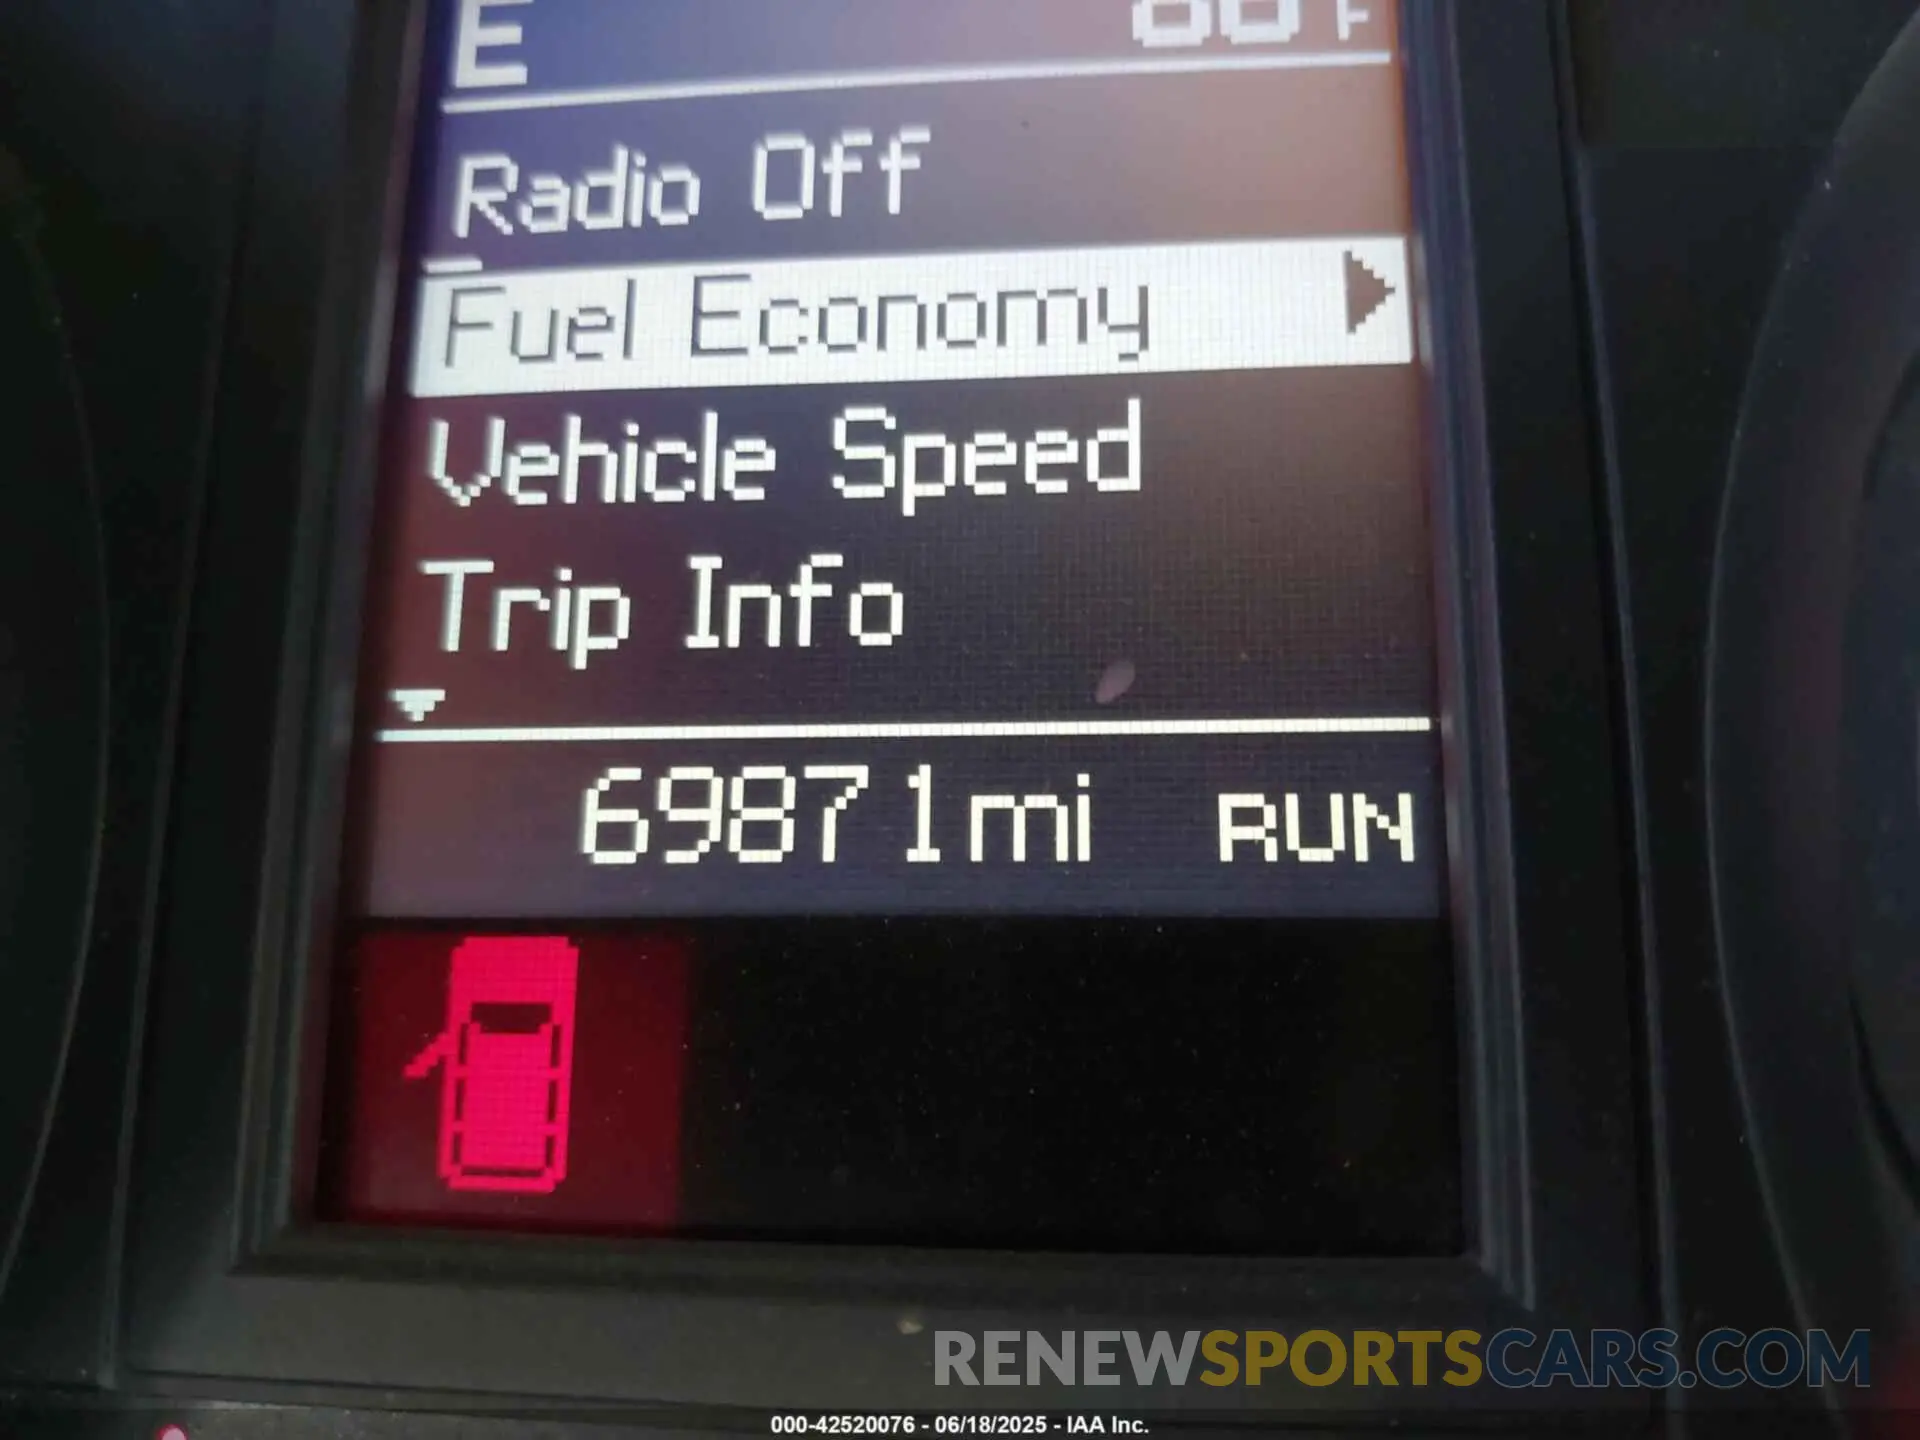 E
Radio Off
Fuel Economy
Vehicle Speed
Trip Info
69871mi RUN
RENEWSPORTSCARS.COM
000-42520076 - 06/18/2025 - IAA Inc.